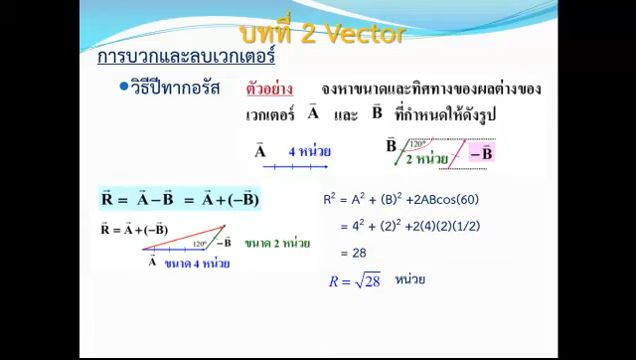 บทที่ 2 Vector
การบวกและลบเวกเตอร์
วิธีปีทากอรัส
ตัวอย่าง จงหาขนาดและทิศทางของผลต่างของ
เวกเตอร์ A⃗ และ B⃗ ที่กำหนดให้ดังรูป
A⃗ 4 หน่วย
B⃗ 120° 2 หน่วย −B⃗
R⃗ = A⃗ − B⃗ = A⃗ + (−B⃗)
R⃗ = A⃗ + (−B⃗)
120° −B⃗ ขนาด 2 หน่วย
A⃗ ขนาด 4 หน่วย
R² = A² + (B)² +2ABcos(60)
= 4² + (2)² +2(4)(2)(1/2)
= 28
R = √28 หน่วย